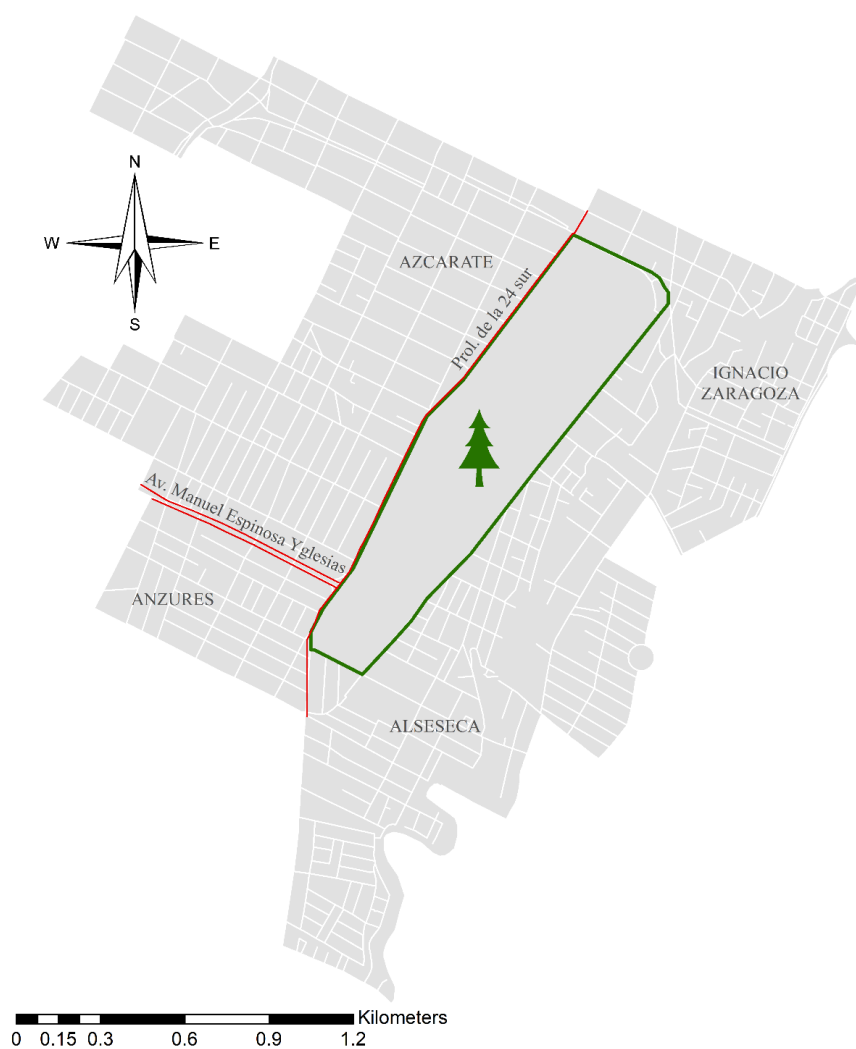 N
W E
S
AZCARATE
Prol. de la 24 sur
IGNACIO
ZARAGOZA
Av. Manuel Espinosa Yglesias
ANZURES
ALSESECA
Kilometers
0 0.15 0.3 0.6 0.9 1.2